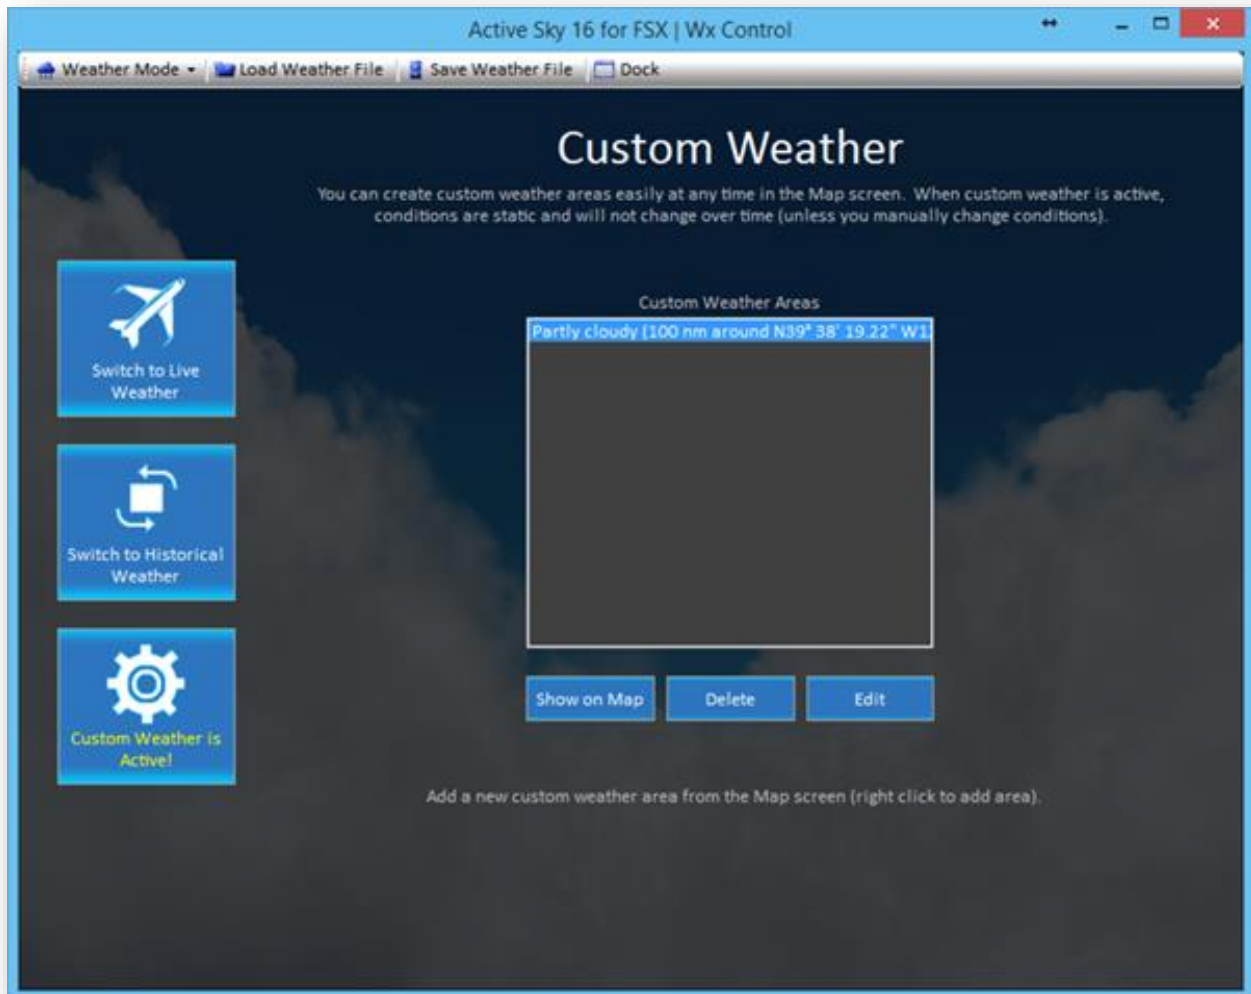 Active Sky 16 for FSX | Wx Control
Weather Mode Load Weather File Save Weather File Dock
Custom Weather
You can create custom weather areas easily at any time in the Map screen. When custom weather is active,
conditions are static and will not change over time (unless you manually change conditions).
Switch to Live
Weather
Switch to Historical
Weather
Custom Weather is
Active!
Custom Weather Areas
Partly cloudy (100 nm around N39° 38' 19.22" 
Show on Map Delete Edit
Add a new custom weather area from the Map screen (right click to add area).